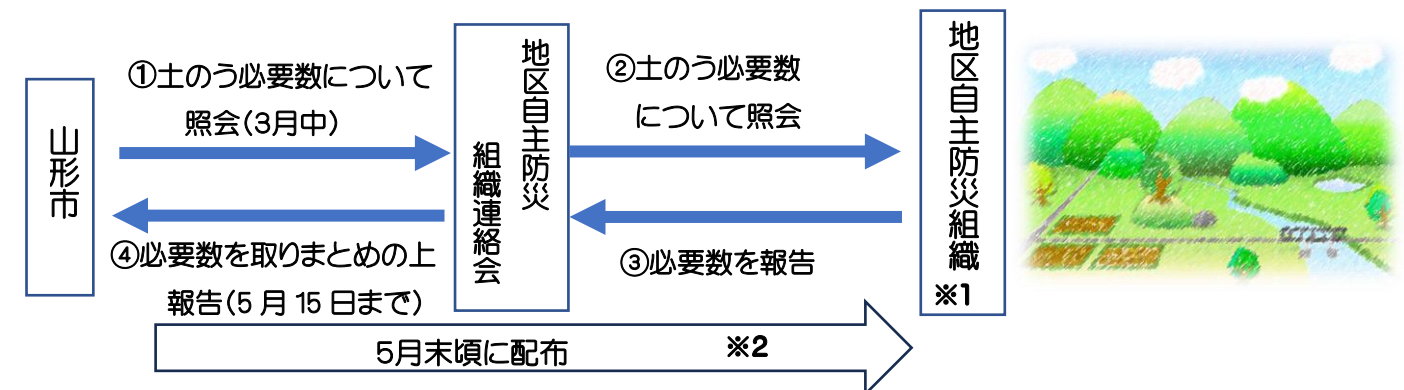 山形市
①土のう必要数について
照会(3月中)
地区自主防災
組織連絡会
②土のう必要数
について照会
地区自主防災組織
※1
④必要数を取りまとめの上
報告(5月15日まで)
③必要数を報告
5月末頃に配布
※2